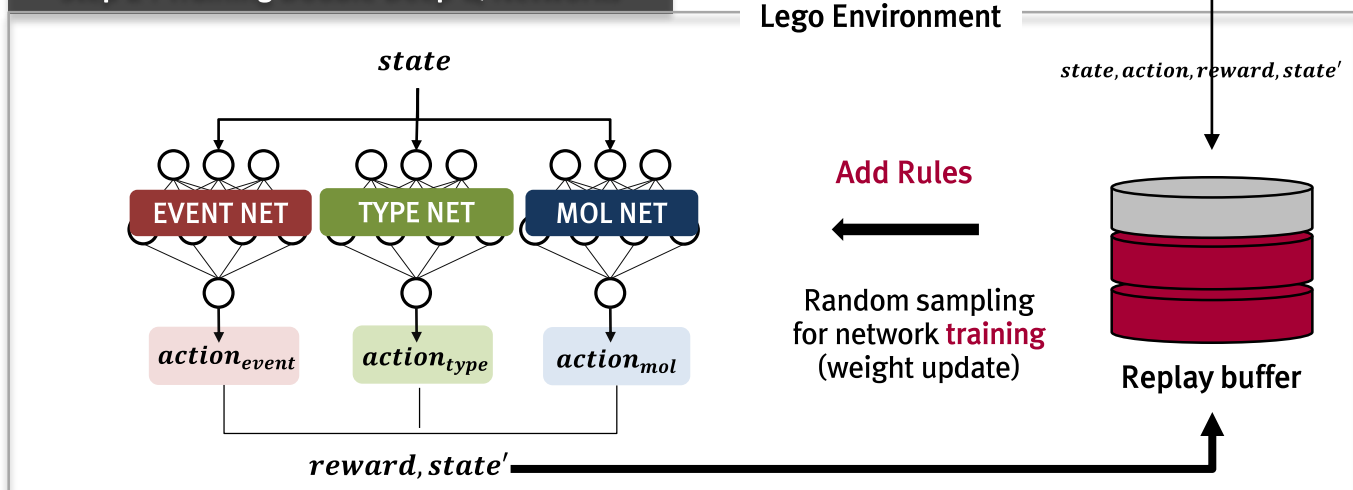 Lego Environment
state
state, action, reward, state′
EVENT NET
TYPE NET
MOL NET
Add Rules
Random sampling
for network training
(weight update)
action_event
action_type
action_mol
Replay buffer
reward, state′